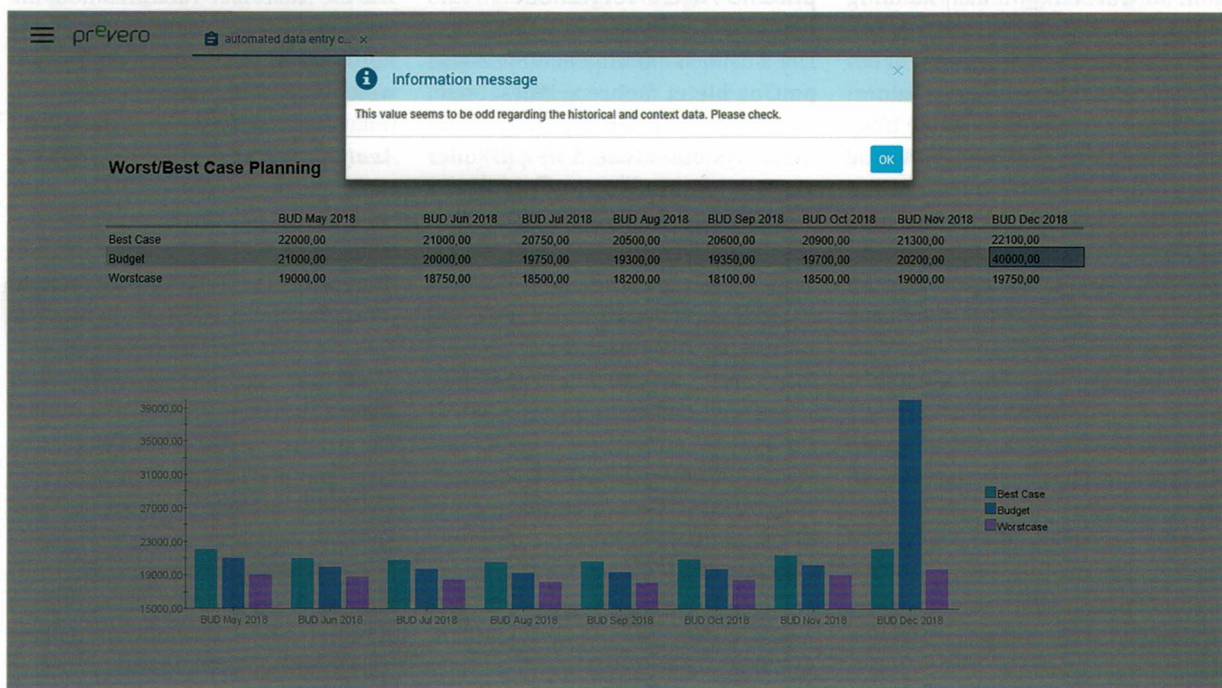 prevero
automated data entry c... ×
Information message ×
This value seems to be odd regarding the historical and context data. Please check.
OK
Worst/Best Case Planning
BUD May 2018 BUD Jun 2018 BUD Jul 2018 BUD Aug 2018 BUD Sep 2018 BUD Oct 2018 BUD Nov 2018 BUD Dec 2018
Best Case 22000,00 21000,00 20750,00 20500,00 20600,00 20900,00 21300,00 22100,00
Budget 21000,00 20000,00 19750,00 19300,00 19350,00 19700,00 20200,00 40000,00
Worstcase 19000,00 18750,00 18500,00 18200,00 18100,00 18500,00 19000,00 19750,00
39000,00
35000,00
31000,00
27000,00
23000,00
19000,00
15000,00
BUD May 2018 BUD Jun 2018 BUD Jul 2018 BUD Aug 2018 BUD Sep 2018 BUD Oct 2018 BUD Nov 2018 BUD Dec 2018
Best Case
Budget
Worstcase